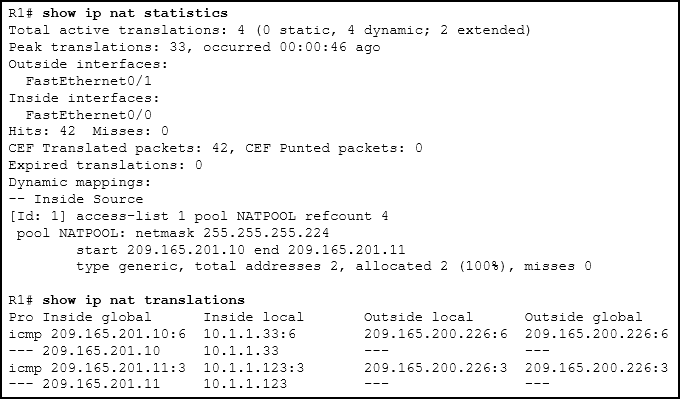 R1# show ip nat statistics
Total active translations: 4 (0 static, 4 dynamic; 2 extended)
Peak translations: 33, occurred 00:00:46 ago
Outside interfaces:
  FastEthernet0/1
Inside interfaces:
  FastEthernet0/0
Hits: 42  Misses: 0
CEF Translated packets: 42, CEF Punted packets: 0
Expired translations: 0
Dynamic mappings:
-- Inside Source
[Id: 1] access-list 1 pool NATPOOL refcount 4
 pool NATPOOL: netmask 255.255.255.224
        start 209.165.201.10 end 209.165.201.11
        type generic, total addresses 2, allocated 2 (100%), misses 0
R1# show ip nat translations
Pro Inside global      Inside local       Outside local      Outside global
icmp 209.165.201.10:6  10.1.1.33:6        209.165.200.226:6  209.165.200.226:6
--- 209.165.201.10     10.1.1.33          ---                ---
icmp 209.165.201.11:3  10.1.1.123:3       209.165.200.226:3  209.165.200.226:3
--- 209.165.201.11     10.1.1.123         ---                ---